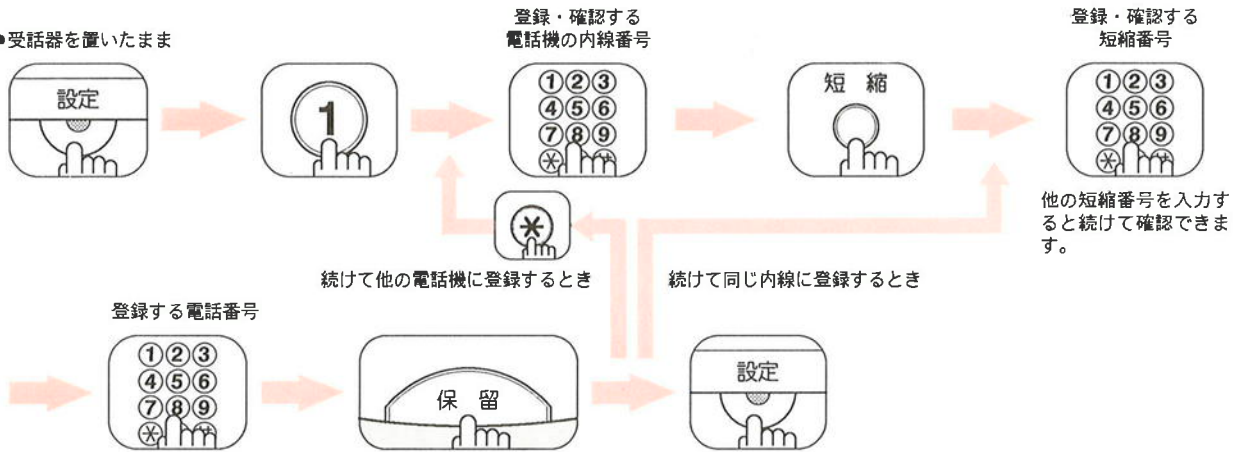 ●受話器を置いたまま
設定
1
登録・確認する
電話機の内線番号
①②③
④⑤⑥
⑦⑧⑨
短 縮
登録・確認する
短縮番号
①②③
④⑤⑥
⑦⑧⑨
他の短縮番号を入力す
ると続けて確認できま
す。
続けて他の電話機に登録するとき
続けて同じ内線に登録するとき
登録する電話番号
①②③
④⑤⑥
⑦⑧⑨
保 留
設定